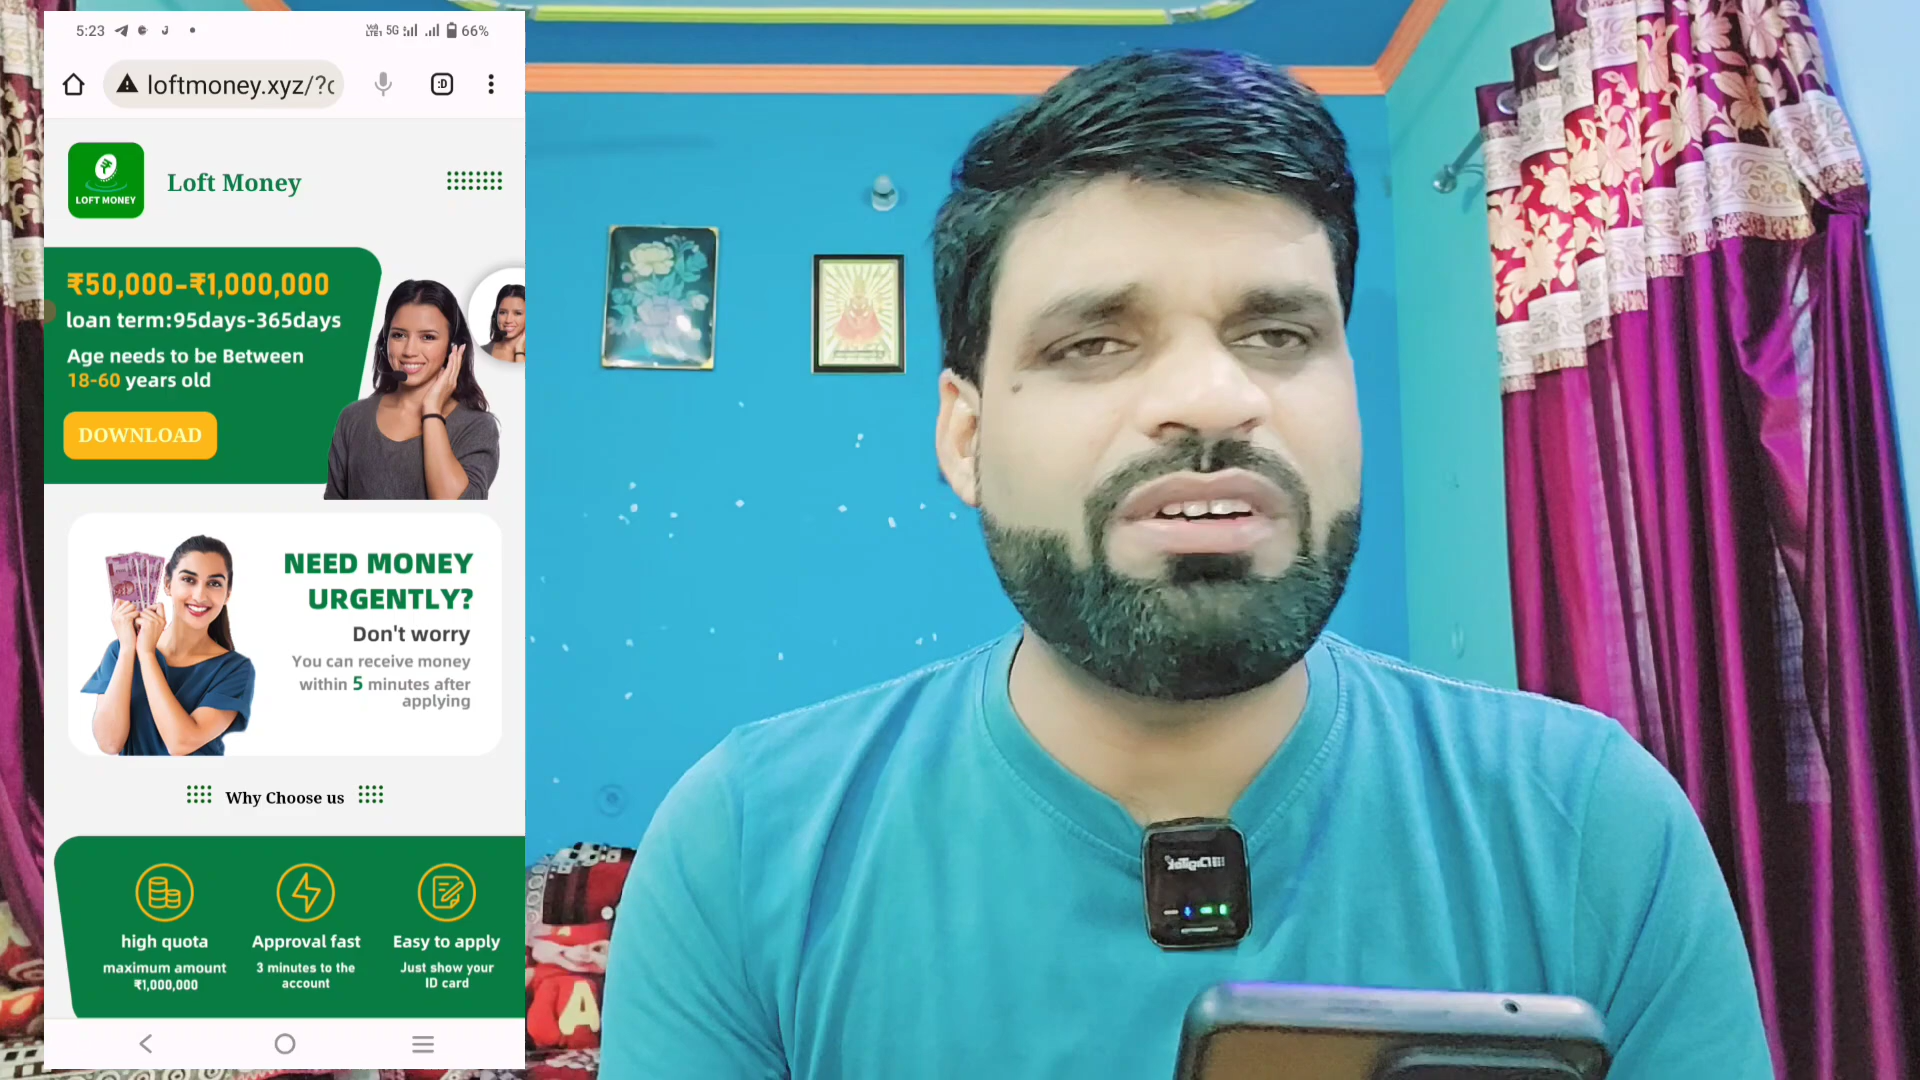 5:23
VoLTE1 5G 66%
loftmoney.xyz/?c
:D
LOFT MONEY
Loft Money
₹50,000-₹1,000,000
loan term:95days-365days
Age needs to be Between
18-60 years old
DOWNLOAD
NEED MONEY
URGENTLY?
Don't worry
You can receive money
within 5 minutes after
applying
Why Choose us
high quota
maximum amount
₹1,000,000
Approval fast
3 minutes to the
account
Easy to apply
Just show your
ID card
DigiTek
A